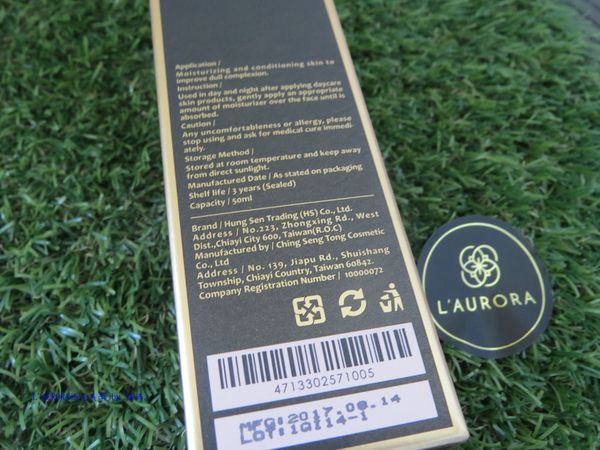 Application /
Moisturizing and conditioning skin to
improve dull complexion.
Instruction /
Used in day and night after applying daycare
skin products, gently apply an appropriate
amount of moisturizer over the face until is
absorbed.
Caution /
Any uncomfortableness or allergy, please
stop using and ask for medical cure immedi-
ately.
Storage Method /
Stored at room temperature and keep away
from direct sunlight.
Manufactured Date / As stated on packaging
Shelf life / 3 years (Sealed)
Capacity / 50ml
Brand / Hung Sen Trading (HS) Co., Ltd.
Address / No.223, Zhongxing Rd., West
Dist.,Chiayi City 600, Taiwan(R.O.C)
Manufactured by / Ching Seng Tong Cosmetic
Co., Ltd
Address / No. 139, Jiapu Rd., Shuishang
Township, Chiayi Country, Taiwan 60842.
Company Registration Number | 10000072
4713302571005
MFG:2017.08.14
LOT:1QI14-1
L'AURORA